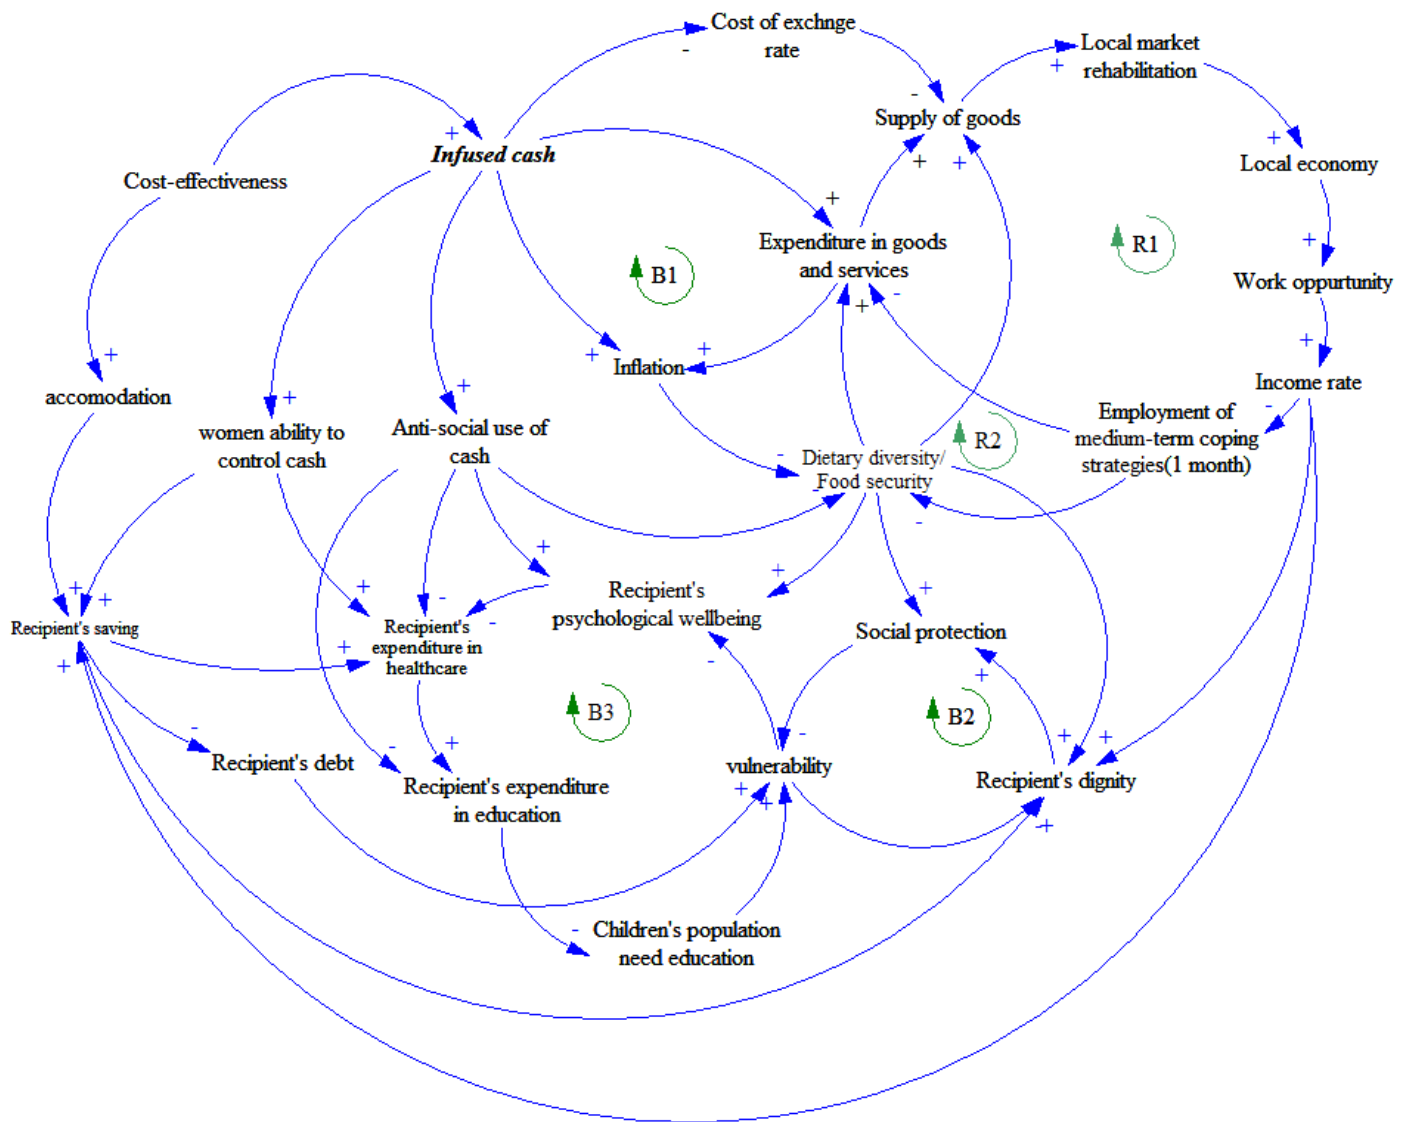 Cost of exchnge
rate
-
-
Local market
rehabilitation
+
Supply of goods
+
+
+
Infused cash
Cost-effectiveness
+
Local economy
+
Expenditure in goods
and services
B1
R1
+
Work oppurtunity
-
+
+
+
Inflation
+
+
accomodation
Income rate
-
+
+
women ability to
control cash
Anti-social use of
cash
Employment of
medium-term coping
strategies(1 month)
R2
-
Dietary diversity/
Food security
-
-
+
+
+
Recipient's
psychological wellbeing
+
+
+
-
-
Recipient's saving
Recipient's
expenditure in
healthcare
+
Social protection
+
-
+
B3
B2
-
-
+
-
+
+
Recipient's debt
vulnerability
Recipient's dignity
Recipient's expenditure
in education
+
+
-+
- Children's population
need education